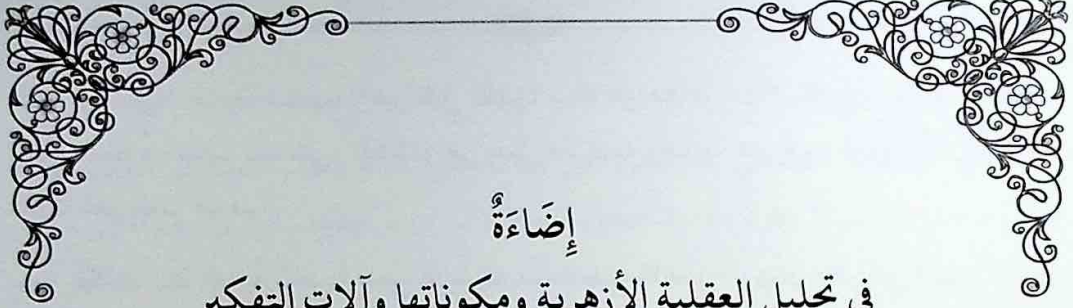 إِضَاءَةٌ
في تحليل العقلية الأزهرية ومكوناتها وآلات التفكير